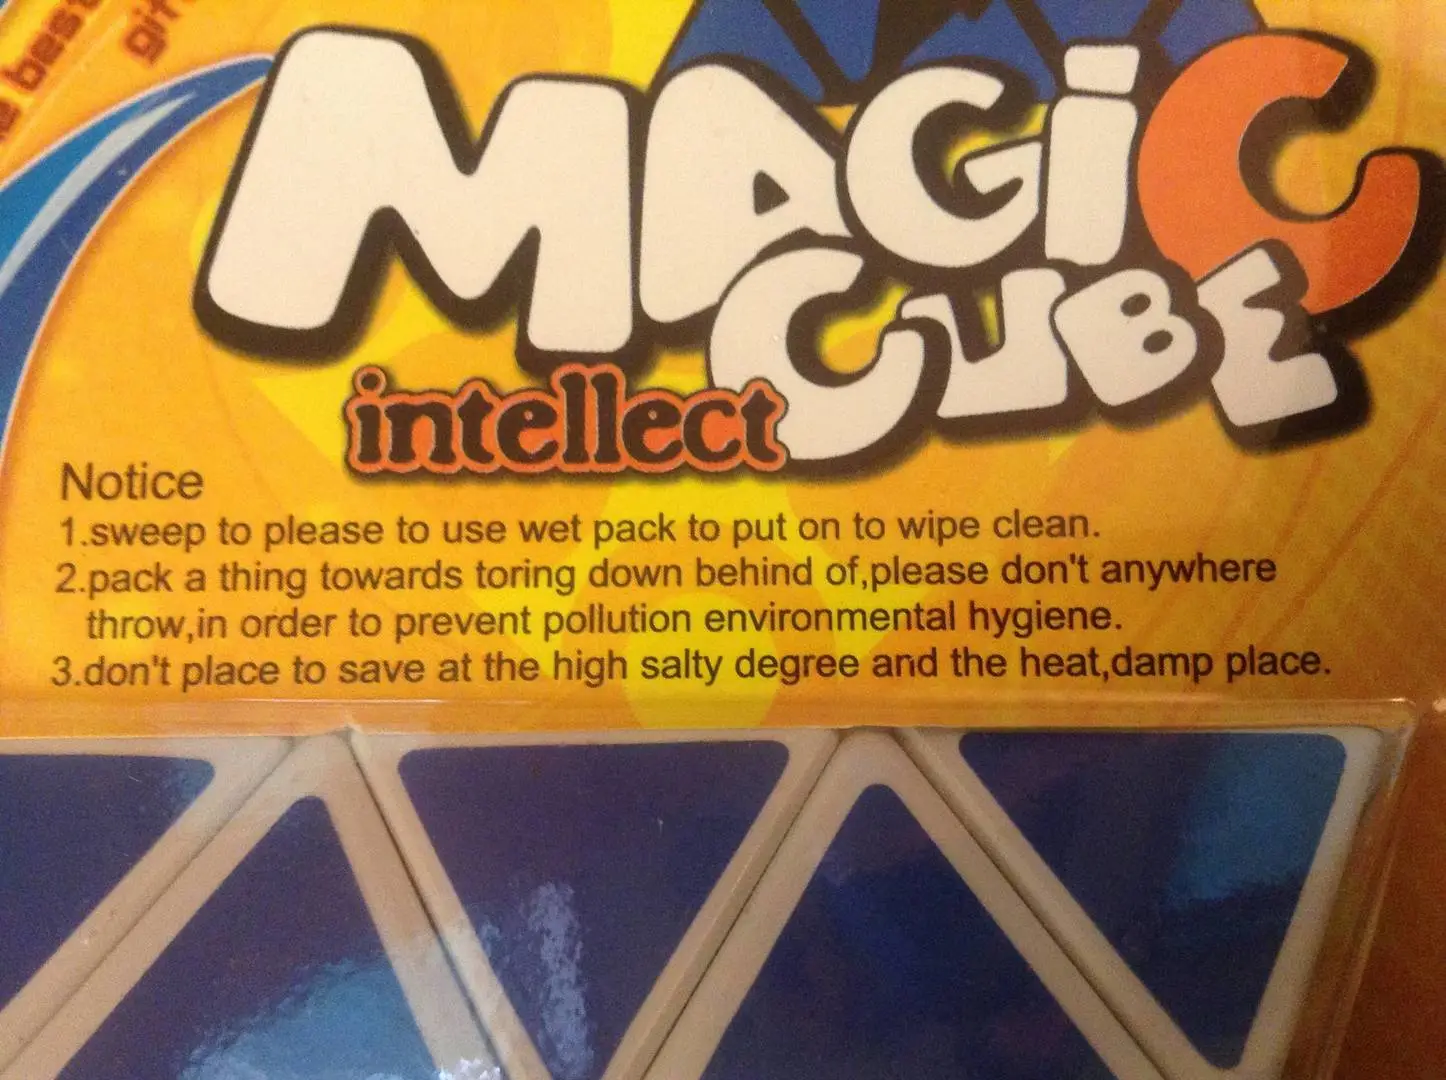 best
gift
MAGiC
CUBE
intellect
Notice
1.sweep to please to use wet pack to put on to wipe clean.
2.pack a thing towards toring down behind of,please don't anywhere
throw,in order to prevent pollution environmental hygiene.
3.don't place to save at the high salty degree and the heat,damp place.